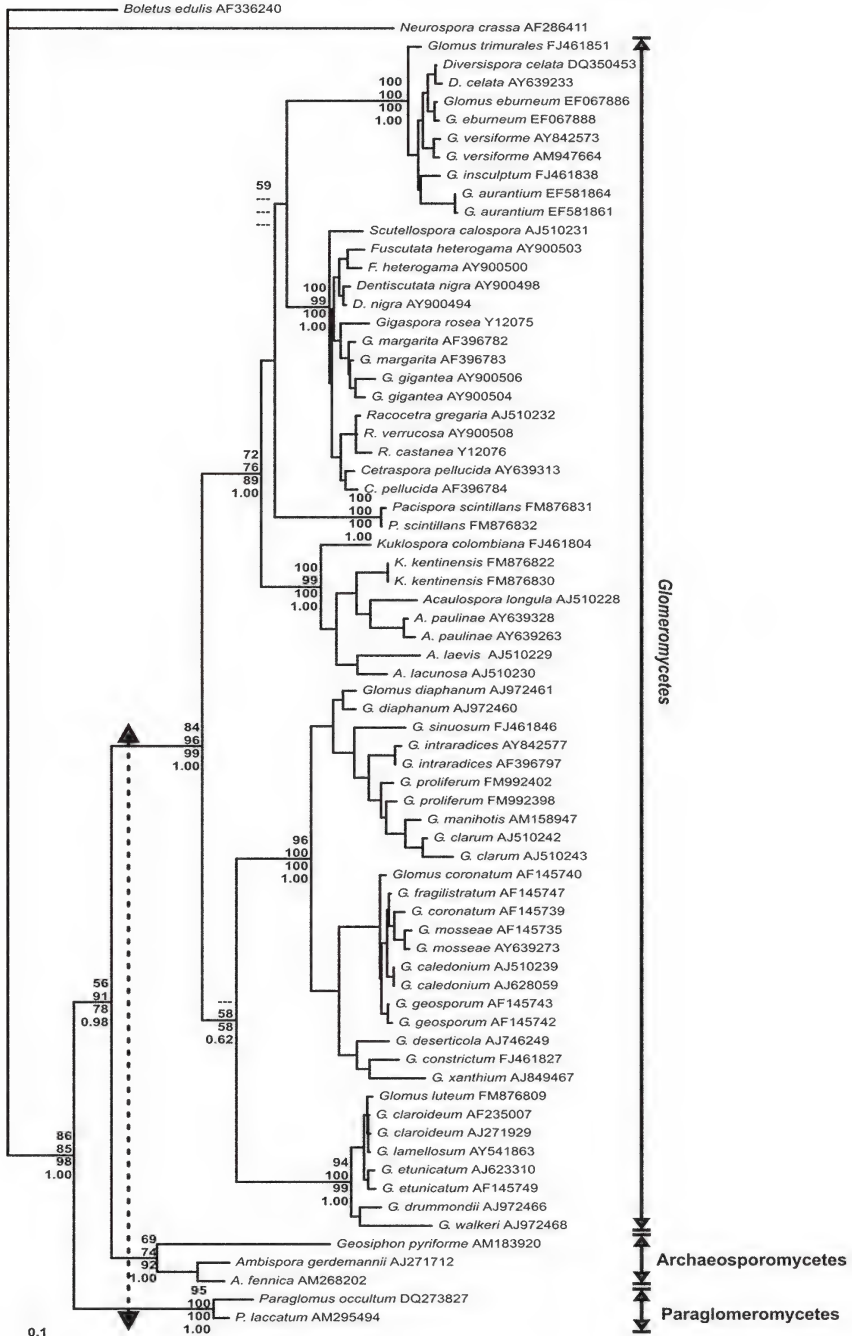 Boletus edulis AF336240
Neurospora crassa AF286411
Glomus trimurales FJ461851
Diversispora celata DQ350453
D. celata AY639233
Glomus eburneum EF067886
G. eburneum EF067888
G. versiforme AY842573
G. versiforme AM947664
G. insculptum FJ461838
G. aurantium EF581864
G. aurantium EF581861
100
100
100
1.00
59
---
---
---
Scutellospora calospora AJ510231
Fuscutata heterogama AY900503
F. heterogama AY900500
Dentiscutata nigra AY900498
D. nigra AY900494
Gigaspora rosea Y12075
G. margarita AF396782
G. margarita AF396783
G. gigantea AY900506
G. gigantea AY900504
Racocetra gregaria AJ510232
R. verrucosa AY900508
R. castanea Y12076
Cetraspora pellucida AY639313
C. pellucida AF396784
100
99
100
1.00
72
76
89
1.00
100
100
100
1.00
Pacispora scintillans FM876831
P. scintillans FM876832
Kuklospora colombiana FJ461804
K. kentinensis FM876822
K. kentinensis FM876830
Acaulospora longula AJ510228
A. paulinae AY639328
A. paulinae AY639263
A. laevis AJ510229
A. lacunosa AJ510230
100
99
100
1.00
Glomeromycetes
Glomus diaphanum AJ972461
G. diaphanum AJ972460
G. sinuosum FJ461846
G. intraradices AY842577
G. intraradices AF396797
G. proliferum FM992402
G. proliferum FM992398
G. manihotis AM158947
G. clarum AJ510242
G. clarum AJ510243
84
96
99
1.00
96
100
100
1.00
Glomus coronatum AF145740
G. fragilistratum AF145747
G. coronatum AF145739
G. mosseae AF145735
G. mosseae AY639273
G. caledonium AJ510239
G. caledonium AJ628059
G. geosporum AF145743
G. geosporum AF145742
G. deserticola AJ746249
G. constrictum FJ461827
G. xanthium AJ849467
56
91
78
0.98
---
58
58
0.62
Glomus luteum FM876809
G. claroideum AF235007
G. claroideum AJ271929
G. lamellosum AY541863
G. etunicatum AJ623310
G. etunicatum AF145749
G. drummondii AJ972466
G. walkeri AJ972468
94
100
99
1.00
86
85
98
1.00
Geosiphon pyriforme AM183920
Ambispora gerdemannii AJ271712
A. fennica AM268202
69
74
92
1.00
Archaeosporomycetes
95
100
100
1.00
Paraglomus occultum DQ273827
P. laccatum AM295494
Paraglomeromycetes
0.1